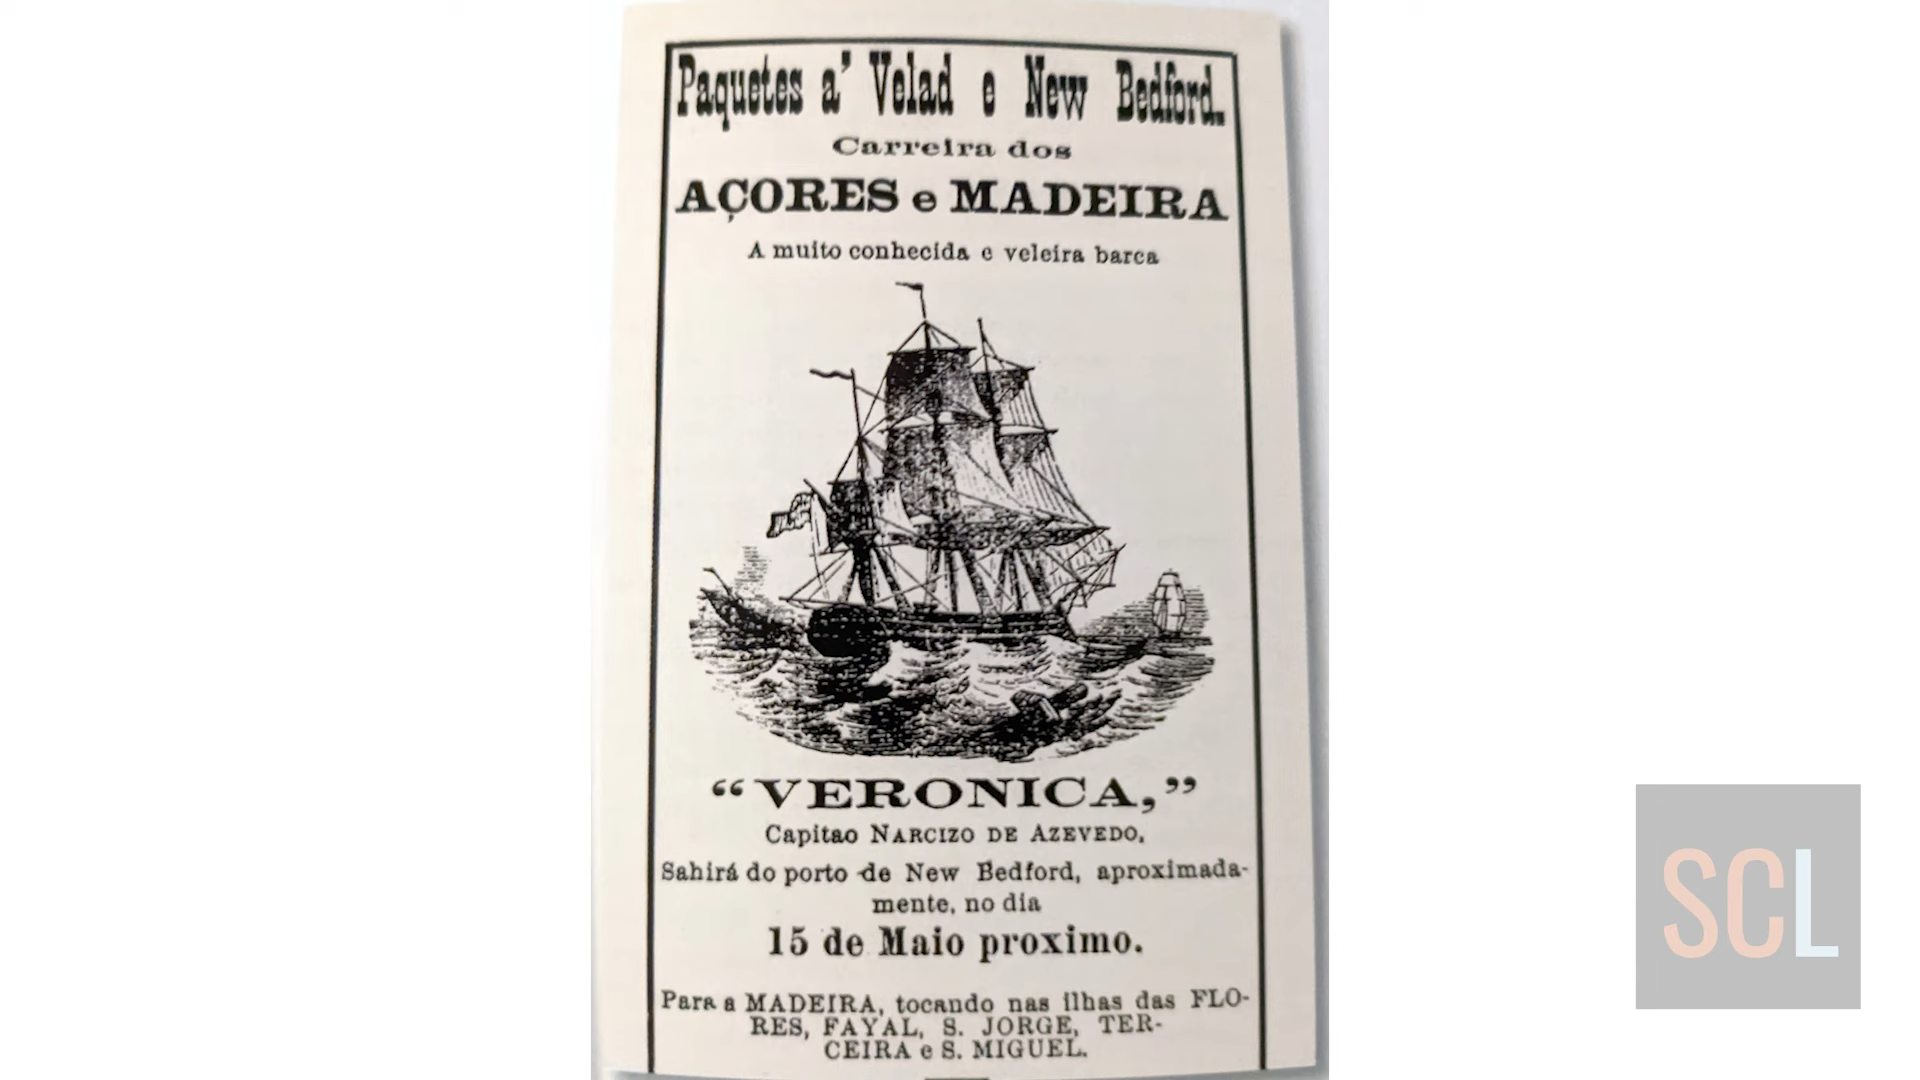 Paquetes a' Velad e New Bedford.
Carreira dos
AÇORES e MADEIRA
A muito conhecida e veleira barca
“VERONICA,”
Capitao NARCIZO DE AZEVEDO,
Sahirá do porto de New Bedford, aproximada-
mente, no dia
15 de Maio proximo.
Para a MADEIRA, tocando nas ilhas das FLO-
RES, FAYAL, S. JORGE, TER-
CEIRA e S. MIGUEL.
SCL